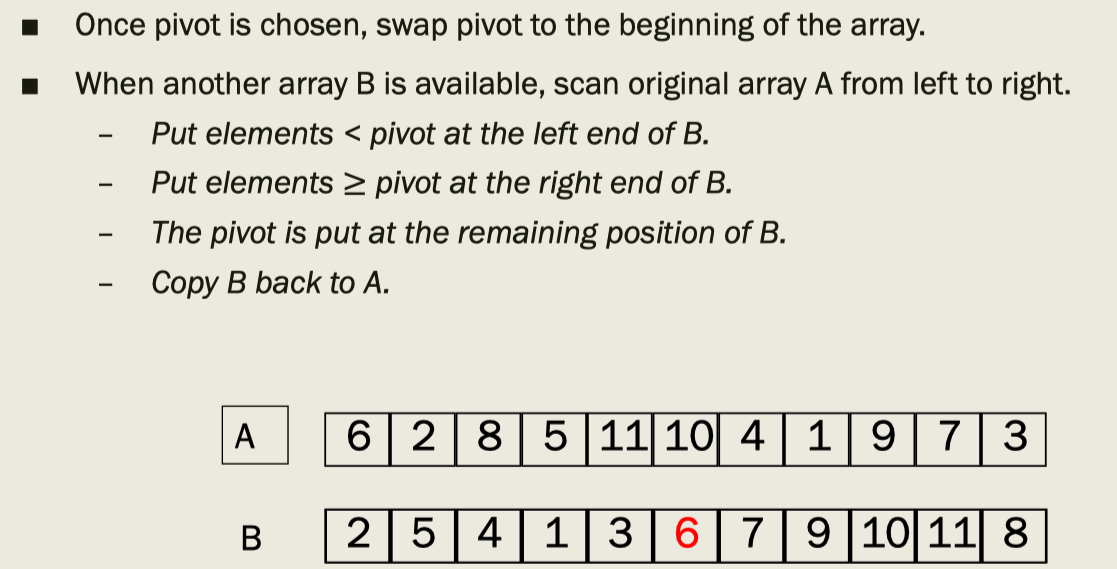 ■ Once pivot is chosen, swap pivot to the beginning of the array.
■ When another array B is available, scan original array A from left to right.
– Put elements < pivot at the left end of B.
– Put elements ≥ pivot at the right end of B.
– The pivot is put at the remaining position of B.
– Copy B back to A.
A 6 2 8 5 11 10 4 1 9 7 3
B 2 5 4 1 3 6 7 9 10 11 8